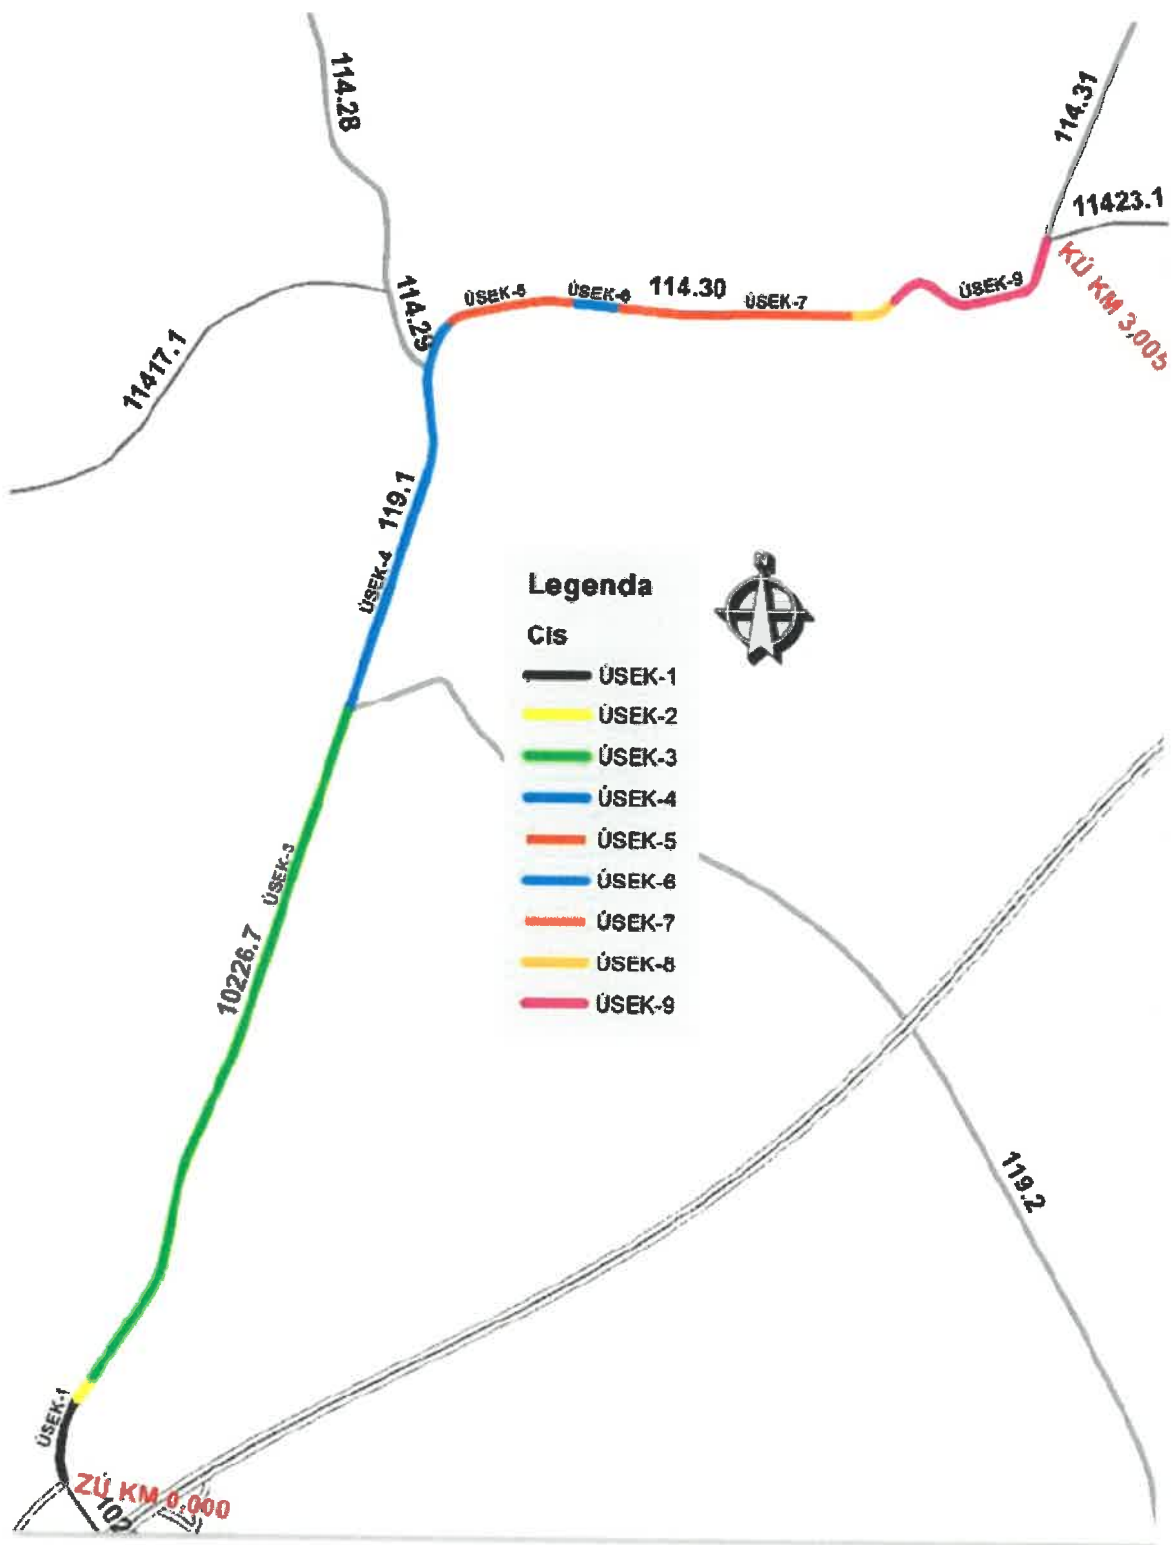 114.28
114.31
11423.1
KÚ KM 3,005
ÚSEK-5
ÚSEK-6
114.30
ÚSEK-7
ÚSEK-9
114.29
11417.1
119.1
ÚSEK-4
Legenda
Cis
N
ÚSEK-1
ÚSEK-2
ÚSEK-3
ÚSEK-4
ÚSEK-5
ÚSEK-6
ÚSEK-7
ÚSEK-8
ÚSEK-9
ÚSEK-3
10226.7
119.2
ÚSEK-1
ZÚ KM 0,000
102